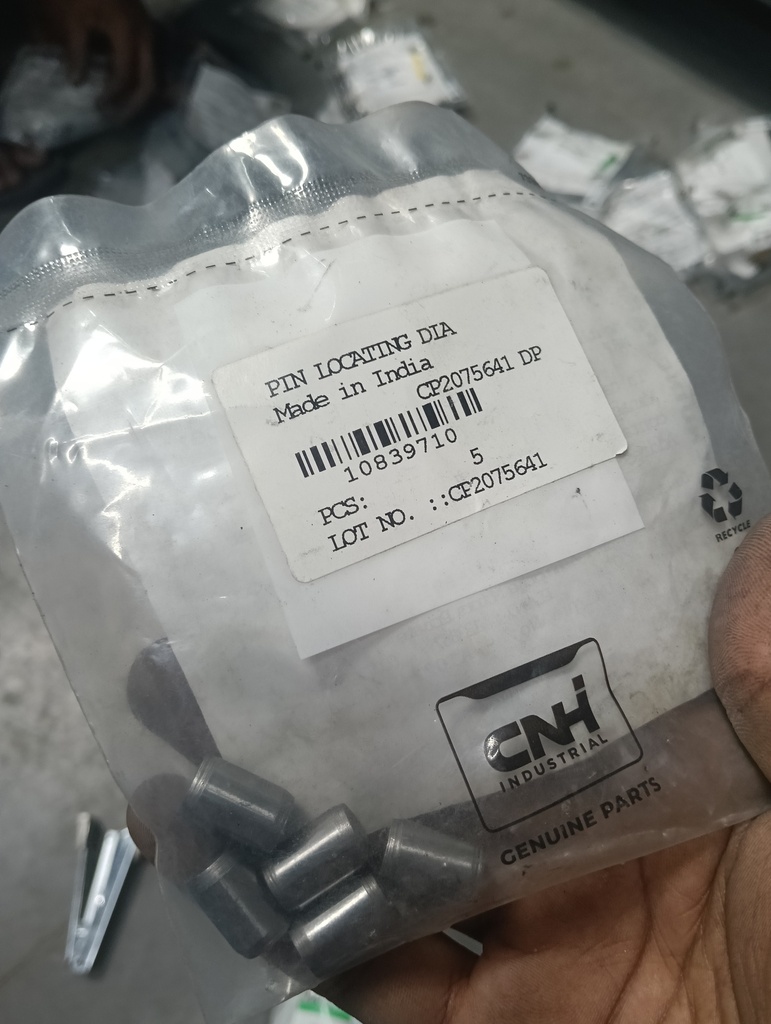 PIN LOCATING DIA
Made in India
CP2075641 DP
10839710
PCS: 5
LOT NO. ::CP2075641
RECYCLE
CNH
INDUSTRIAL
GENUINE PARTS